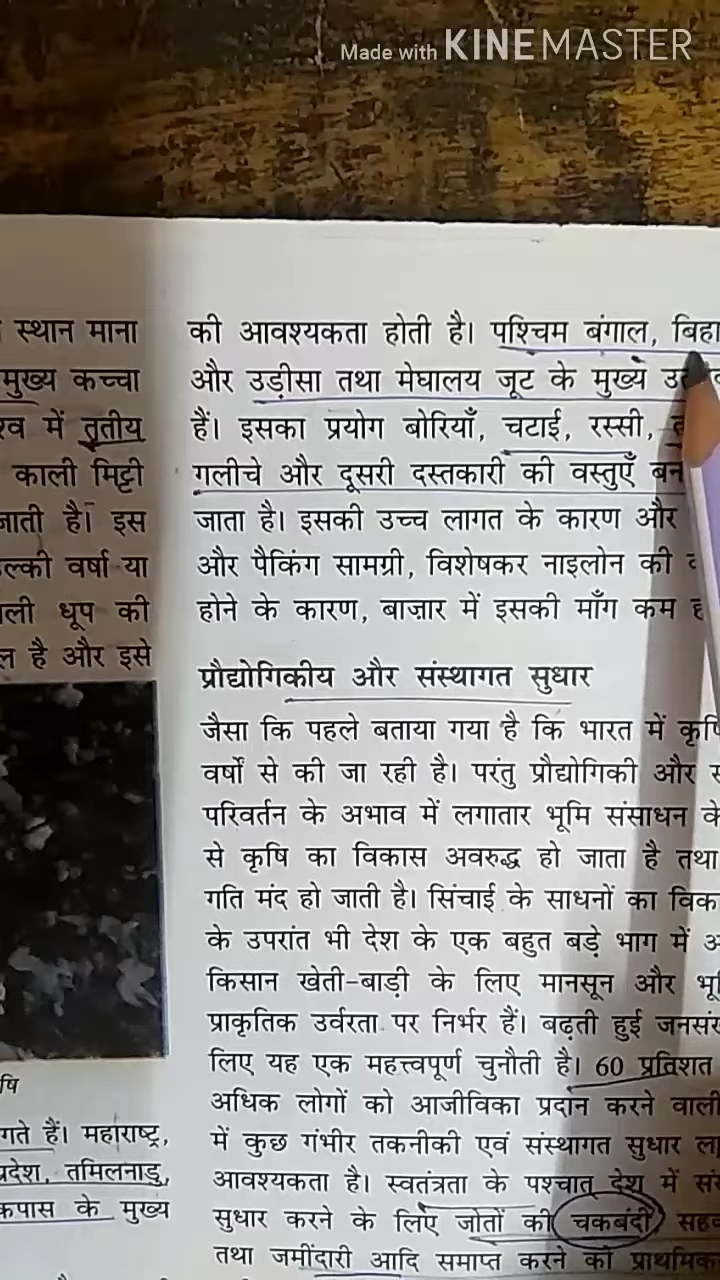 Made with KINEMASTER
स्थान माना
मुख्य कच्चा
में तृतीय
काली मिट्टी
जाती है। इस
वर्षा या
धूप की
है और इसे
गते हैं। महाराष्ट्र,
तमिलनाडु,
कपास के मुख्य
की आवश्यकता होती है। पश्चिम बंगाल,
और उड़ीसा तथा मेघालय जूट के मुख्य
हैं। इसका प्रयोग बोरियाँ, चटाई, रस्सी,
गलीचे और दूसरी दस्तकारी की वस्तुएँ
जाता है। इसकी उच्च लागत के कारण और
और पैकिंग सामग्री, विशेषकर नाइलोन की
होने के कारण, बाज़ार में इसकी माँग कम
प्रौद्योगिकीय और संस्थागत सुधार
जैसा कि पहले बताया गया है कि भारत में
वर्षों से की जा रही है। परंतु प्रौद्योगिकी और
परिवर्तन के अभाव में लगातार भूमि संसाधन के
से कृषि का विकास अवरुद्ध हो जाता है तथा
गति मंद हो जाती है। सिंचाई के साधनों का
के उपरांत भी देश के एक बहुत बड़े भाग में
किसान खेती-बाड़ी के लिए मानसून और
प्राकृतिक उर्वरता पर निर्भर हैं। बढ़ती हुई
लिए यह एक महत्त्वपूर्ण चुनौती है। 60 प्रतिशत
अधिक लोगों को आजीविका प्रदान करने वाली
में कुछ गंभीर तकनीकी एवं संस्थागत सुधार
आवश्यकता है। स्वतंत्रता के पश्चात् देश में
सुधार करने के लिए जोतों की चकबंदी
तथा जमींदारी आदि समाप्त करने को